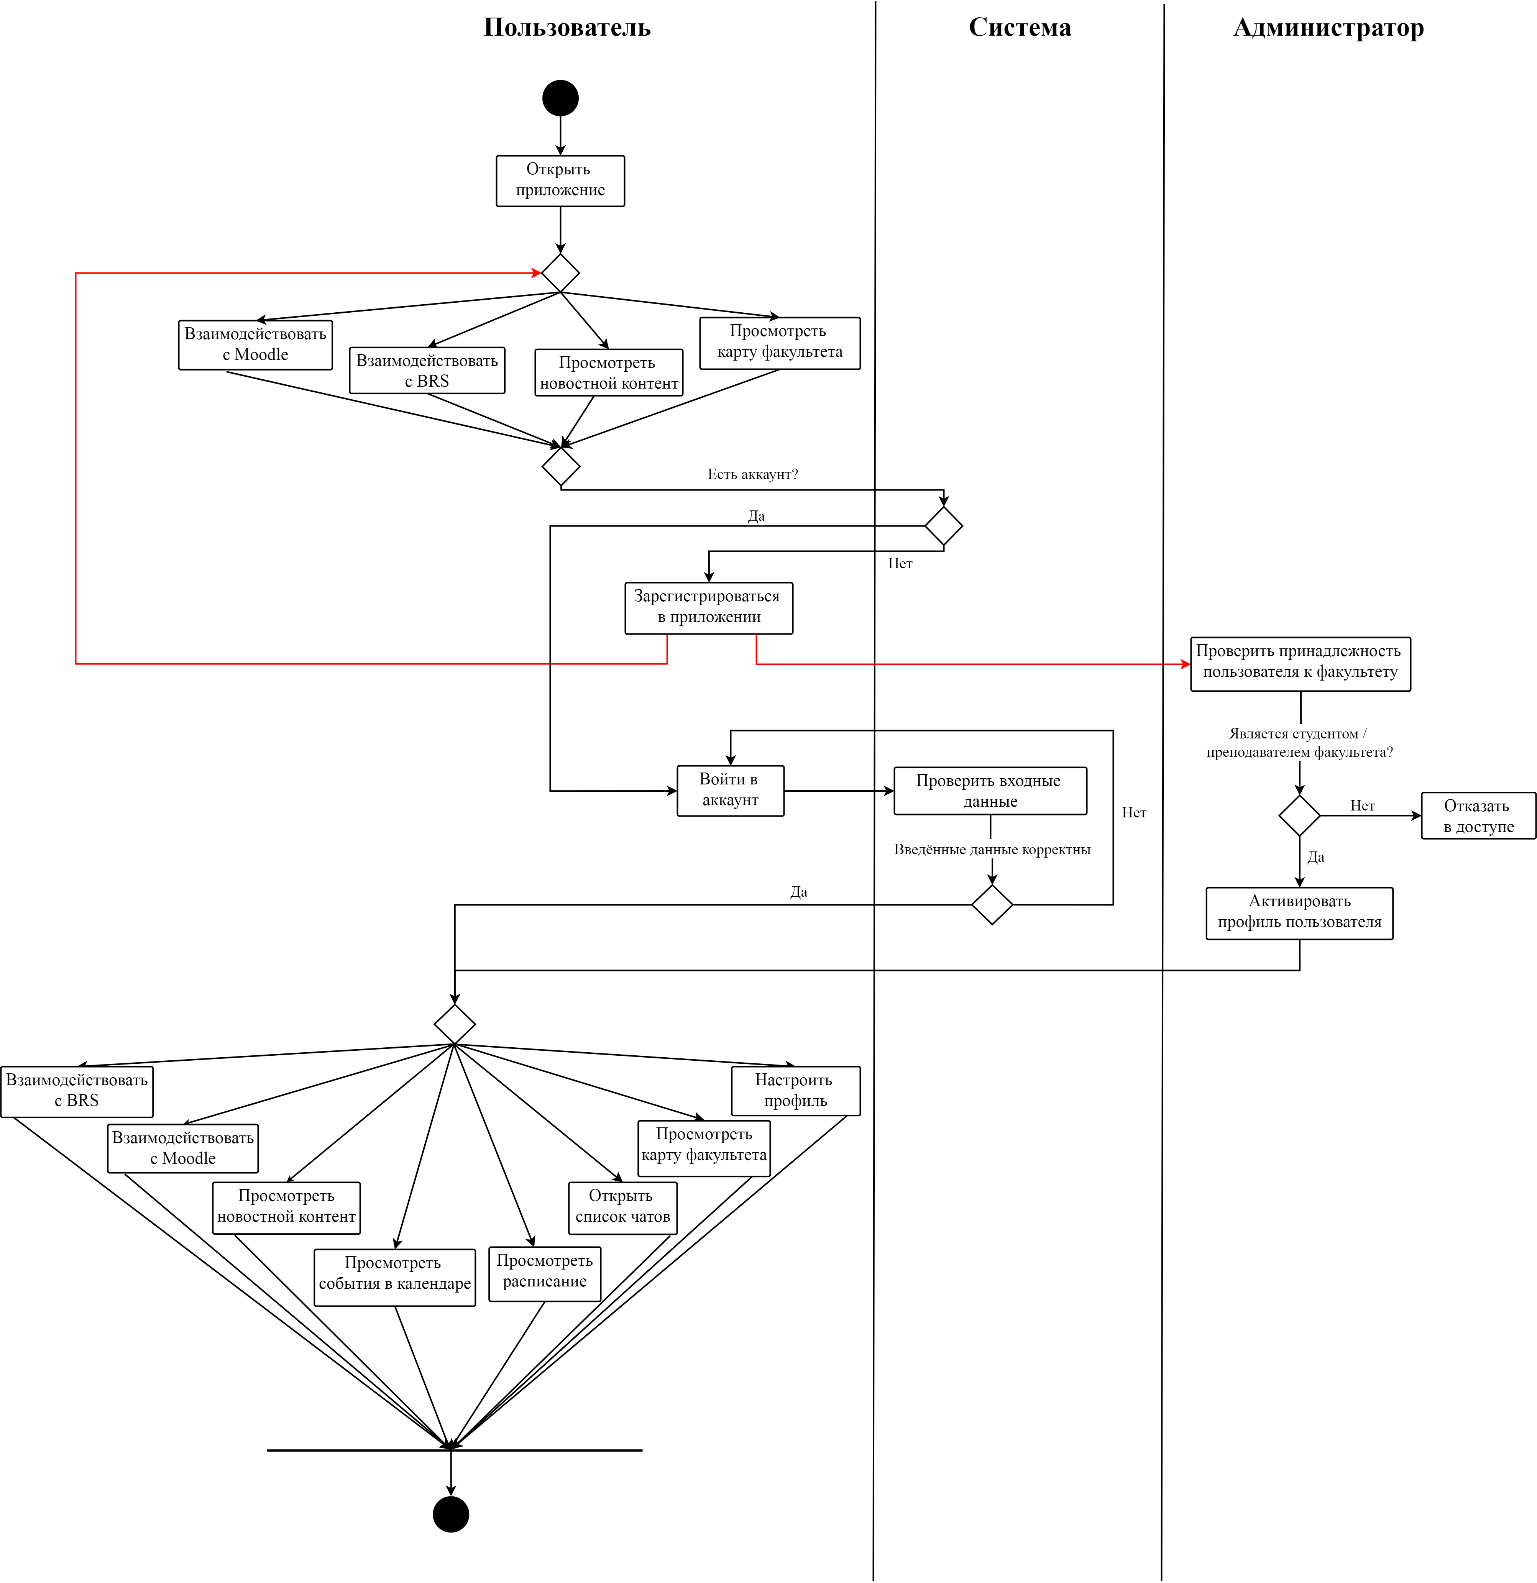 Пользователь
Система
Администратор
Открыть
приложение
Взаимодействовать
с Moodle
Взаимодействовать
с BRS
Просмотреть
новостной контент
Просмотреть
карту факультета
Есть аккаунт?
Да
Нет
Зарегистрироваться
в приложении
Проверить принадлежность
пользователя к факультету
Является студентом /
преподавателем факультета?
Войти в
аккаунт
Проверить входные
данные
Нет
Нет
Отказать
в доступе
Введённые данные корректны
Да
Да
Активировать
профиль пользователя
Взаимодействовать
с BRS
Взаимодействовать
с Moodle
Просмотреть
новостной контент
Просмотреть
события в календаре
Просмотреть
расписание
Открыть
список чатов
Просмотреть
карту факультета
Настроить
профиль